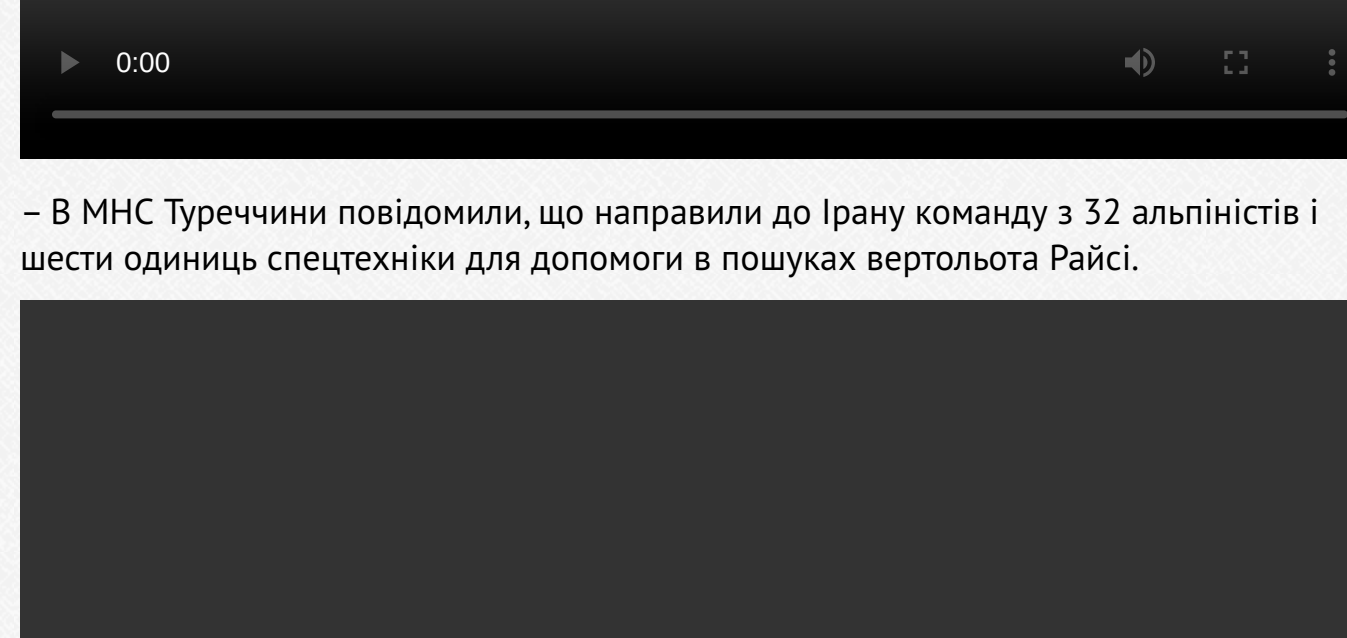 0:00
– В МНС Туреччини повідомили, що направили до Ірану команду з 32 альпіністів і
шести одиниць спецтехніки для допомоги в пошуках вертольота Райсі.